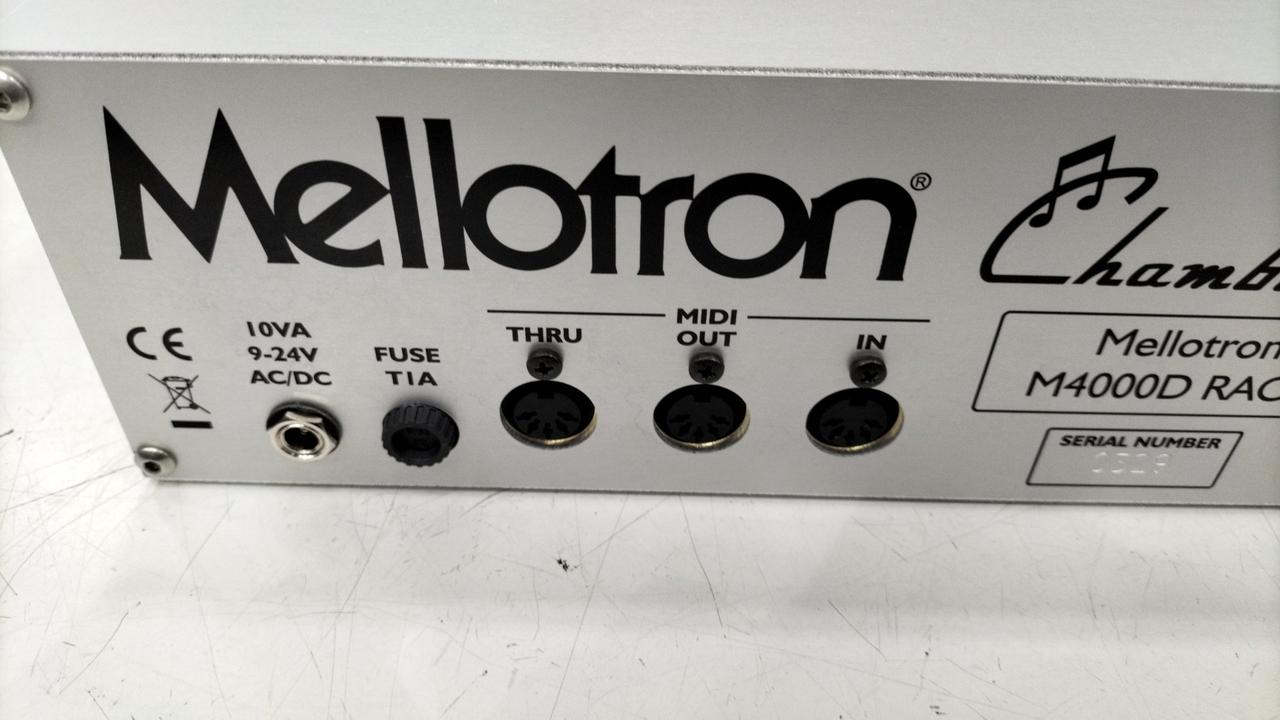 Mellotron®
Chamb
CE
10VA
9-24V
AC/DC
FUSE
T1A
MIDI
THRU
OUT
IN
Mellotron
M4000D RAC
SERIAL NUMBER
0329